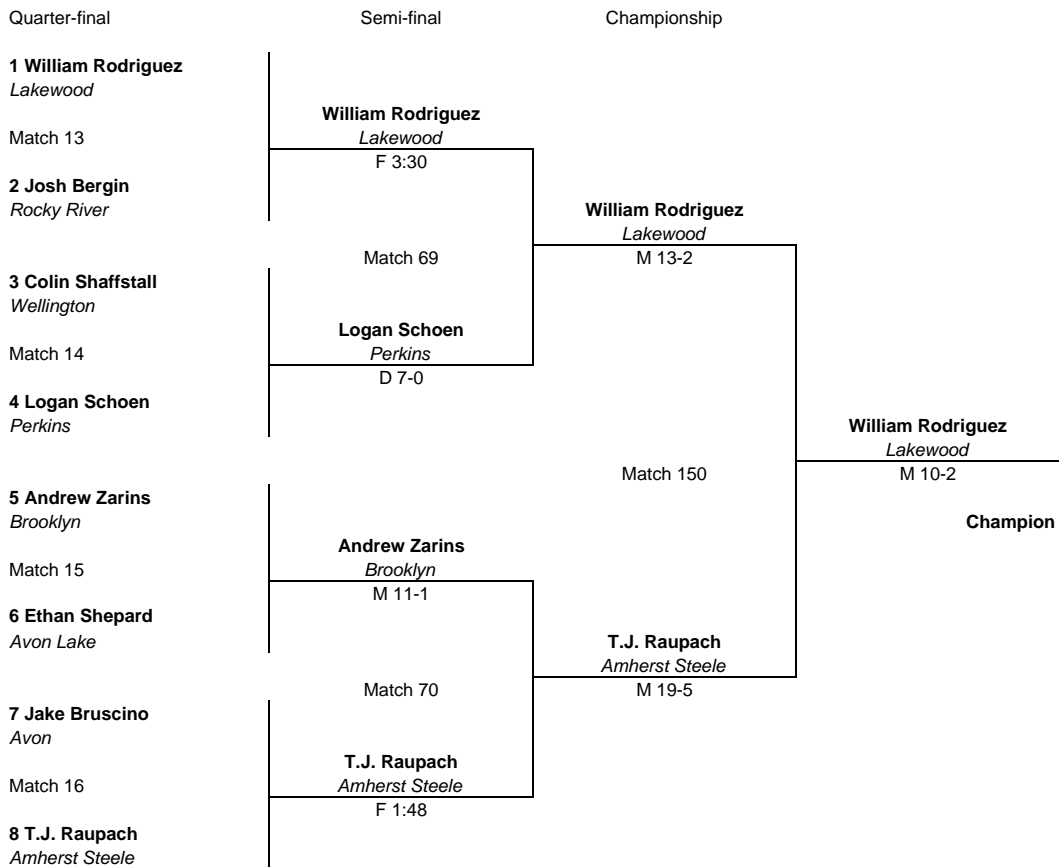 Quarter-final
Semi-final
Championship
1 William Rodriguez
Lakewood
Match 13
2 Josh Bergin
Rocky River
3 Colin Shaffstall
Wellington
Match 14
4 Logan Schoen
Perkins
5 Andrew Zarins
Brooklyn
Match 15
6 Ethan Shepard
Avon Lake
7 Jake Bruscino
Avon
Match 16
8 T.J. Raupach
Amherst Steele
William Rodriguez
Lakewood
F 3:30
Match 69
Logan Schoen
Perkins
D 7-0
Andrew Zarins
Brooklyn
M 11-1
Match 70
T.J. Raupach
Amherst Steele
F 1:48
William Rodriguez
Lakewood
M 13-2
Match 150
T.J. Raupach
Amherst Steele
M 19-5
William Rodriguez
Lakewood
M 10-2
Champion